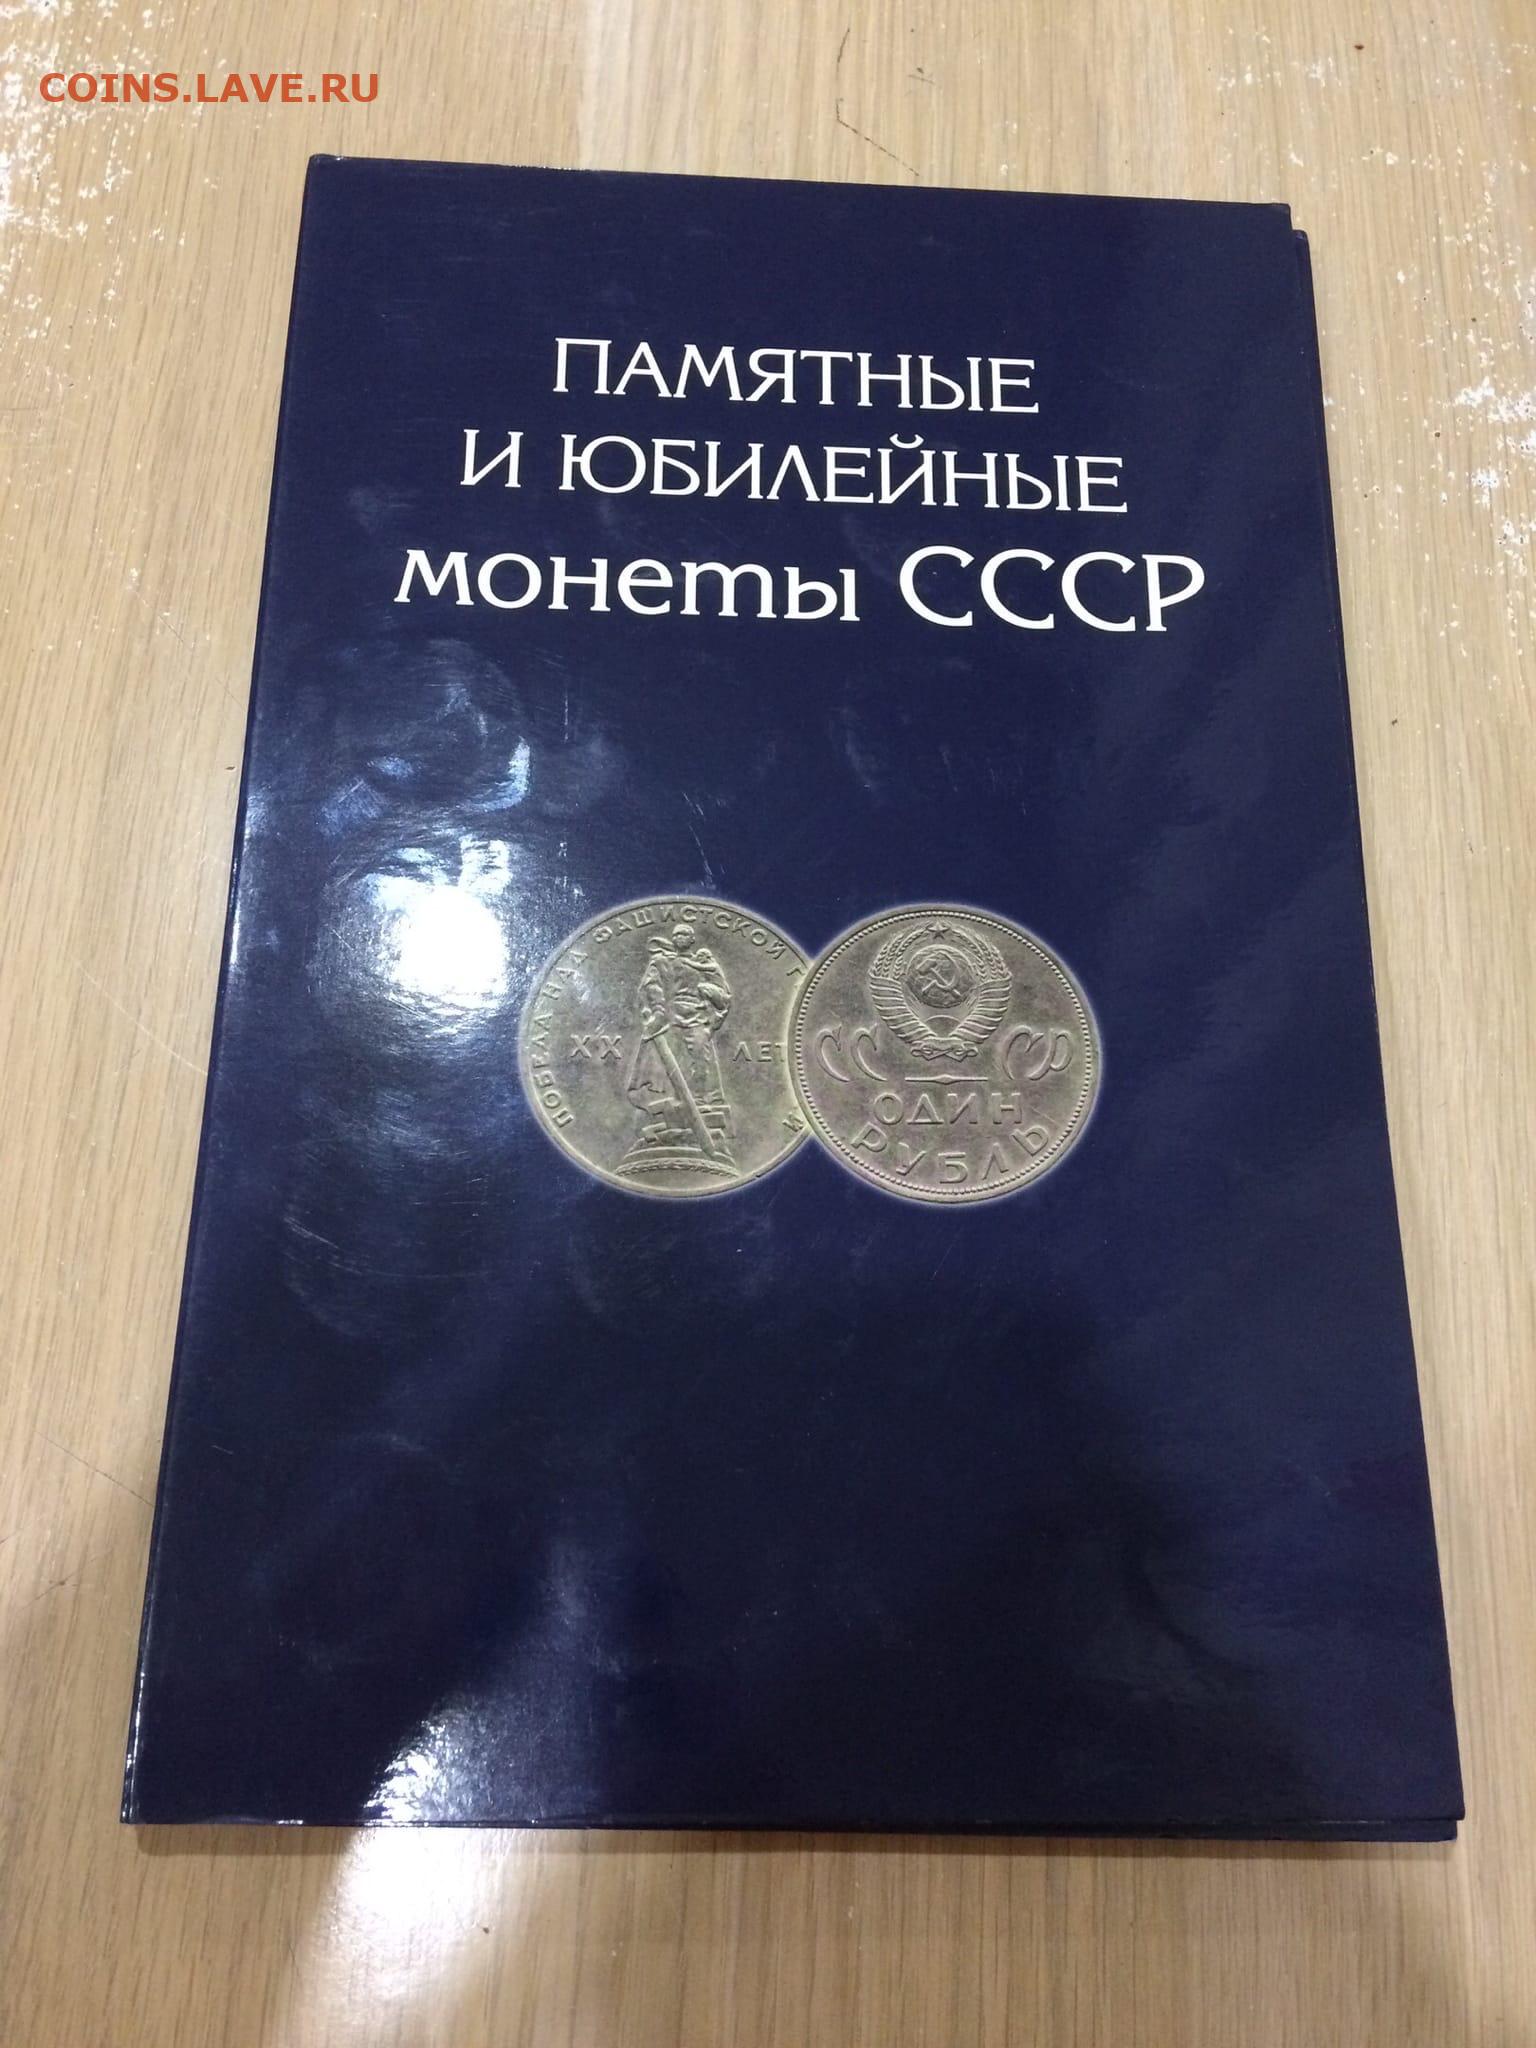 COINS.LAVE.RU
ПАМЯТНЫЕ
И ЮБИЛЕЙНЫЕ
монеты СССР
ПОБЕДА НАД ФАШИСТСКОЙ Г
XX ЛЕТ
СССР
ОДИН
РУБЛЬ